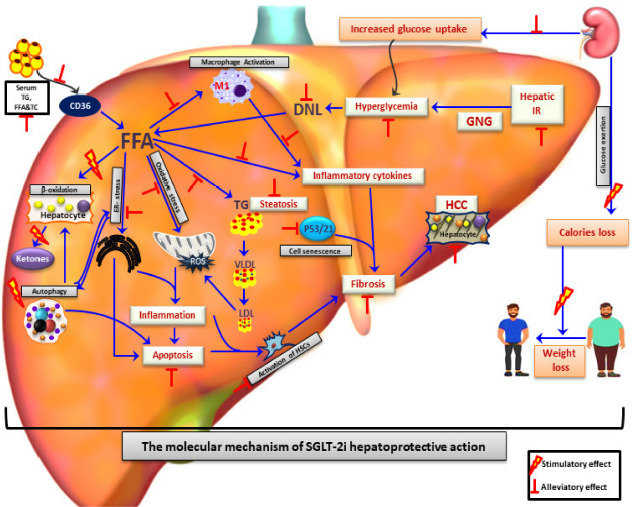 Increased glucose uptake
Macrophage Activation
M1
Serum
TG,
FFA&TC
CD36
DNL
Hyperglycemia
Hepatic
IR
GNG
FFA
Glucose exertion
Inflammatory cytokines
β-oxidation
Hepatocyte
ER- stress
Oxidative stress
TG
Steatosis
HCC
Hepatocyte
P53/21
Cell senescence
Calories loss
Ketones
ROS
VLDL
Autophagy
Fibrosis
LDL
Inflammation
Apoptosis
Activation of HSCs
Weight
loss
The molecular mechanism of SGLT-2i hepatoprotective action
Stimulatory effect
Alleviatory effect